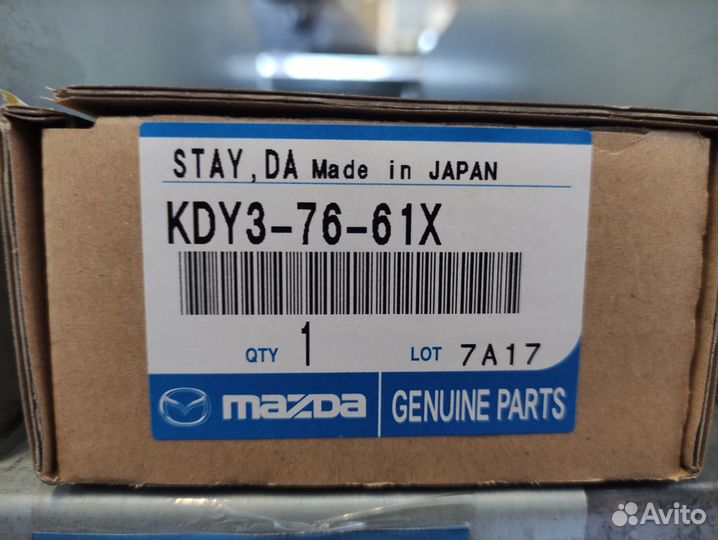 STAY,DA Made in JAPAN
KDY3-76-61X
QTY 1 LOT 7A17
mazda GENUINE PARTS
Avito